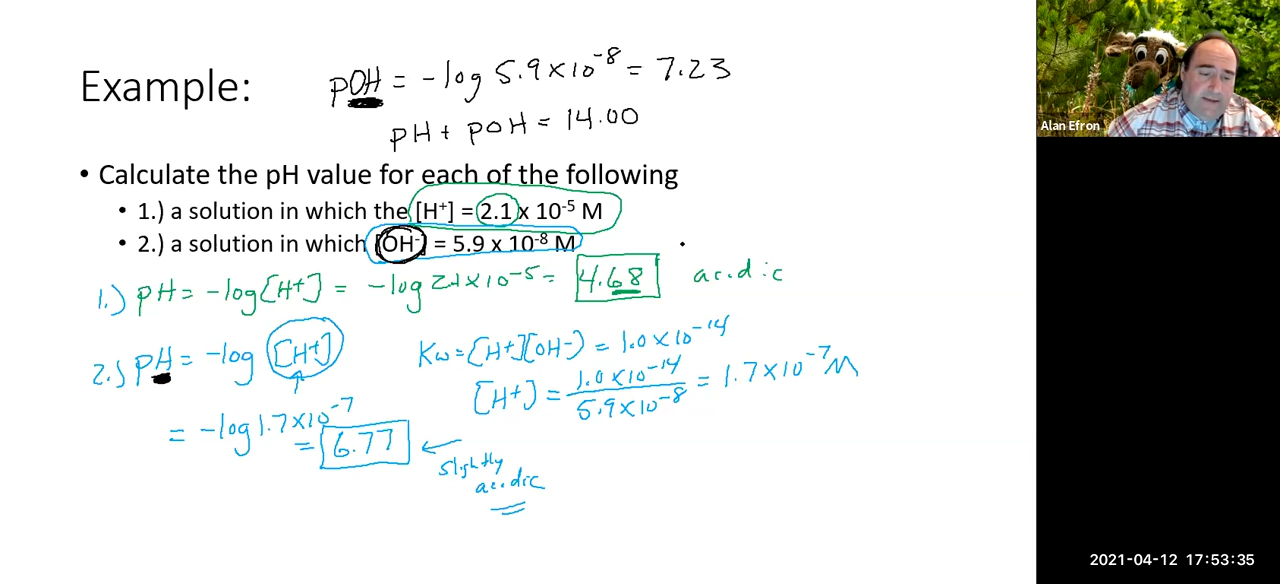 Example:
pOH = -log 5.9 x 10^-8 = 7.23
pH + pOH = 14.00
• Calculate the pH value for each of the following
• 1.) a solution in which the [H⁺] = 2.1 x 10⁻⁵ M
• 2.) a solution in which [OH⁻] = 5.9 x 10⁻⁸ M
1.) pH = -log[H+] = -log 2.1 x 10^-5 = 4.68 acidic
2.) pH = -log [H+] Kw = [H+][OH-] = 1.0 x 10^-14
[H+] = 1.0 x 10^-14 / 5.9 x 10^-8 = 1.7 x 10^-7 M
= -log 1.7 x 10^-7
= 6.77
slightly
acidic
Alan Efron
2021-04-12 17:53:35